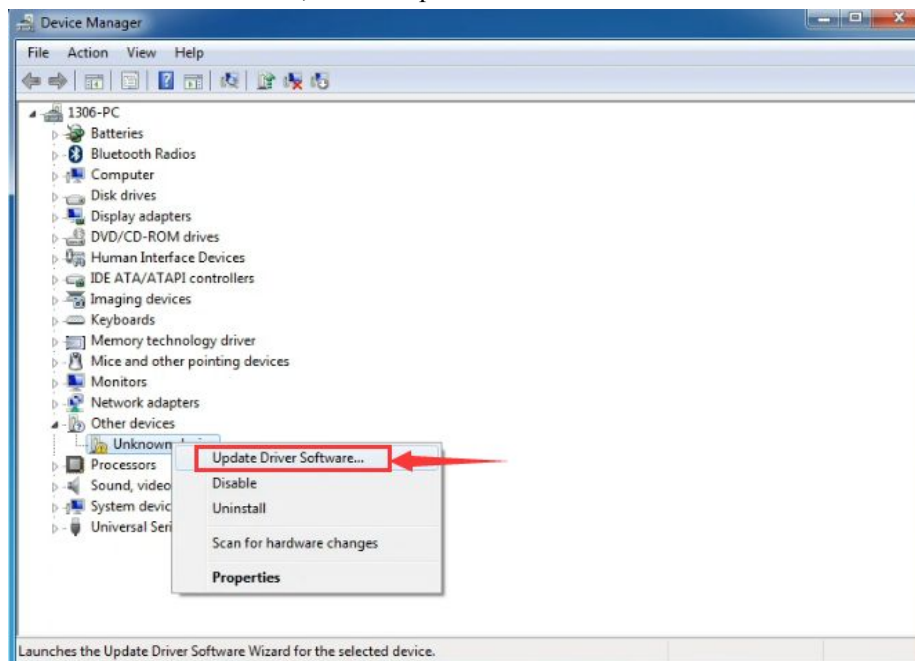 Device Manager
File Action View Help
1306-PC
Batteries
Bluetooth Radios
Computer
Disk drives
Display adapters
DVD/CD-ROM drives
Human Interface Devices
IDE ATA/ATAPI controllers
Imaging devices
Keyboards
Memory technology driver
Mice and other pointing devices
Monitors
Network adapters
Other devices
Unknown
Update Driver Software...
Processors
Disable
Sound, video
System devic
Uninstall
Universal Seri
Scan for hardware changes
Properties
Launches the Update Driver Software Wizard for the selected device.